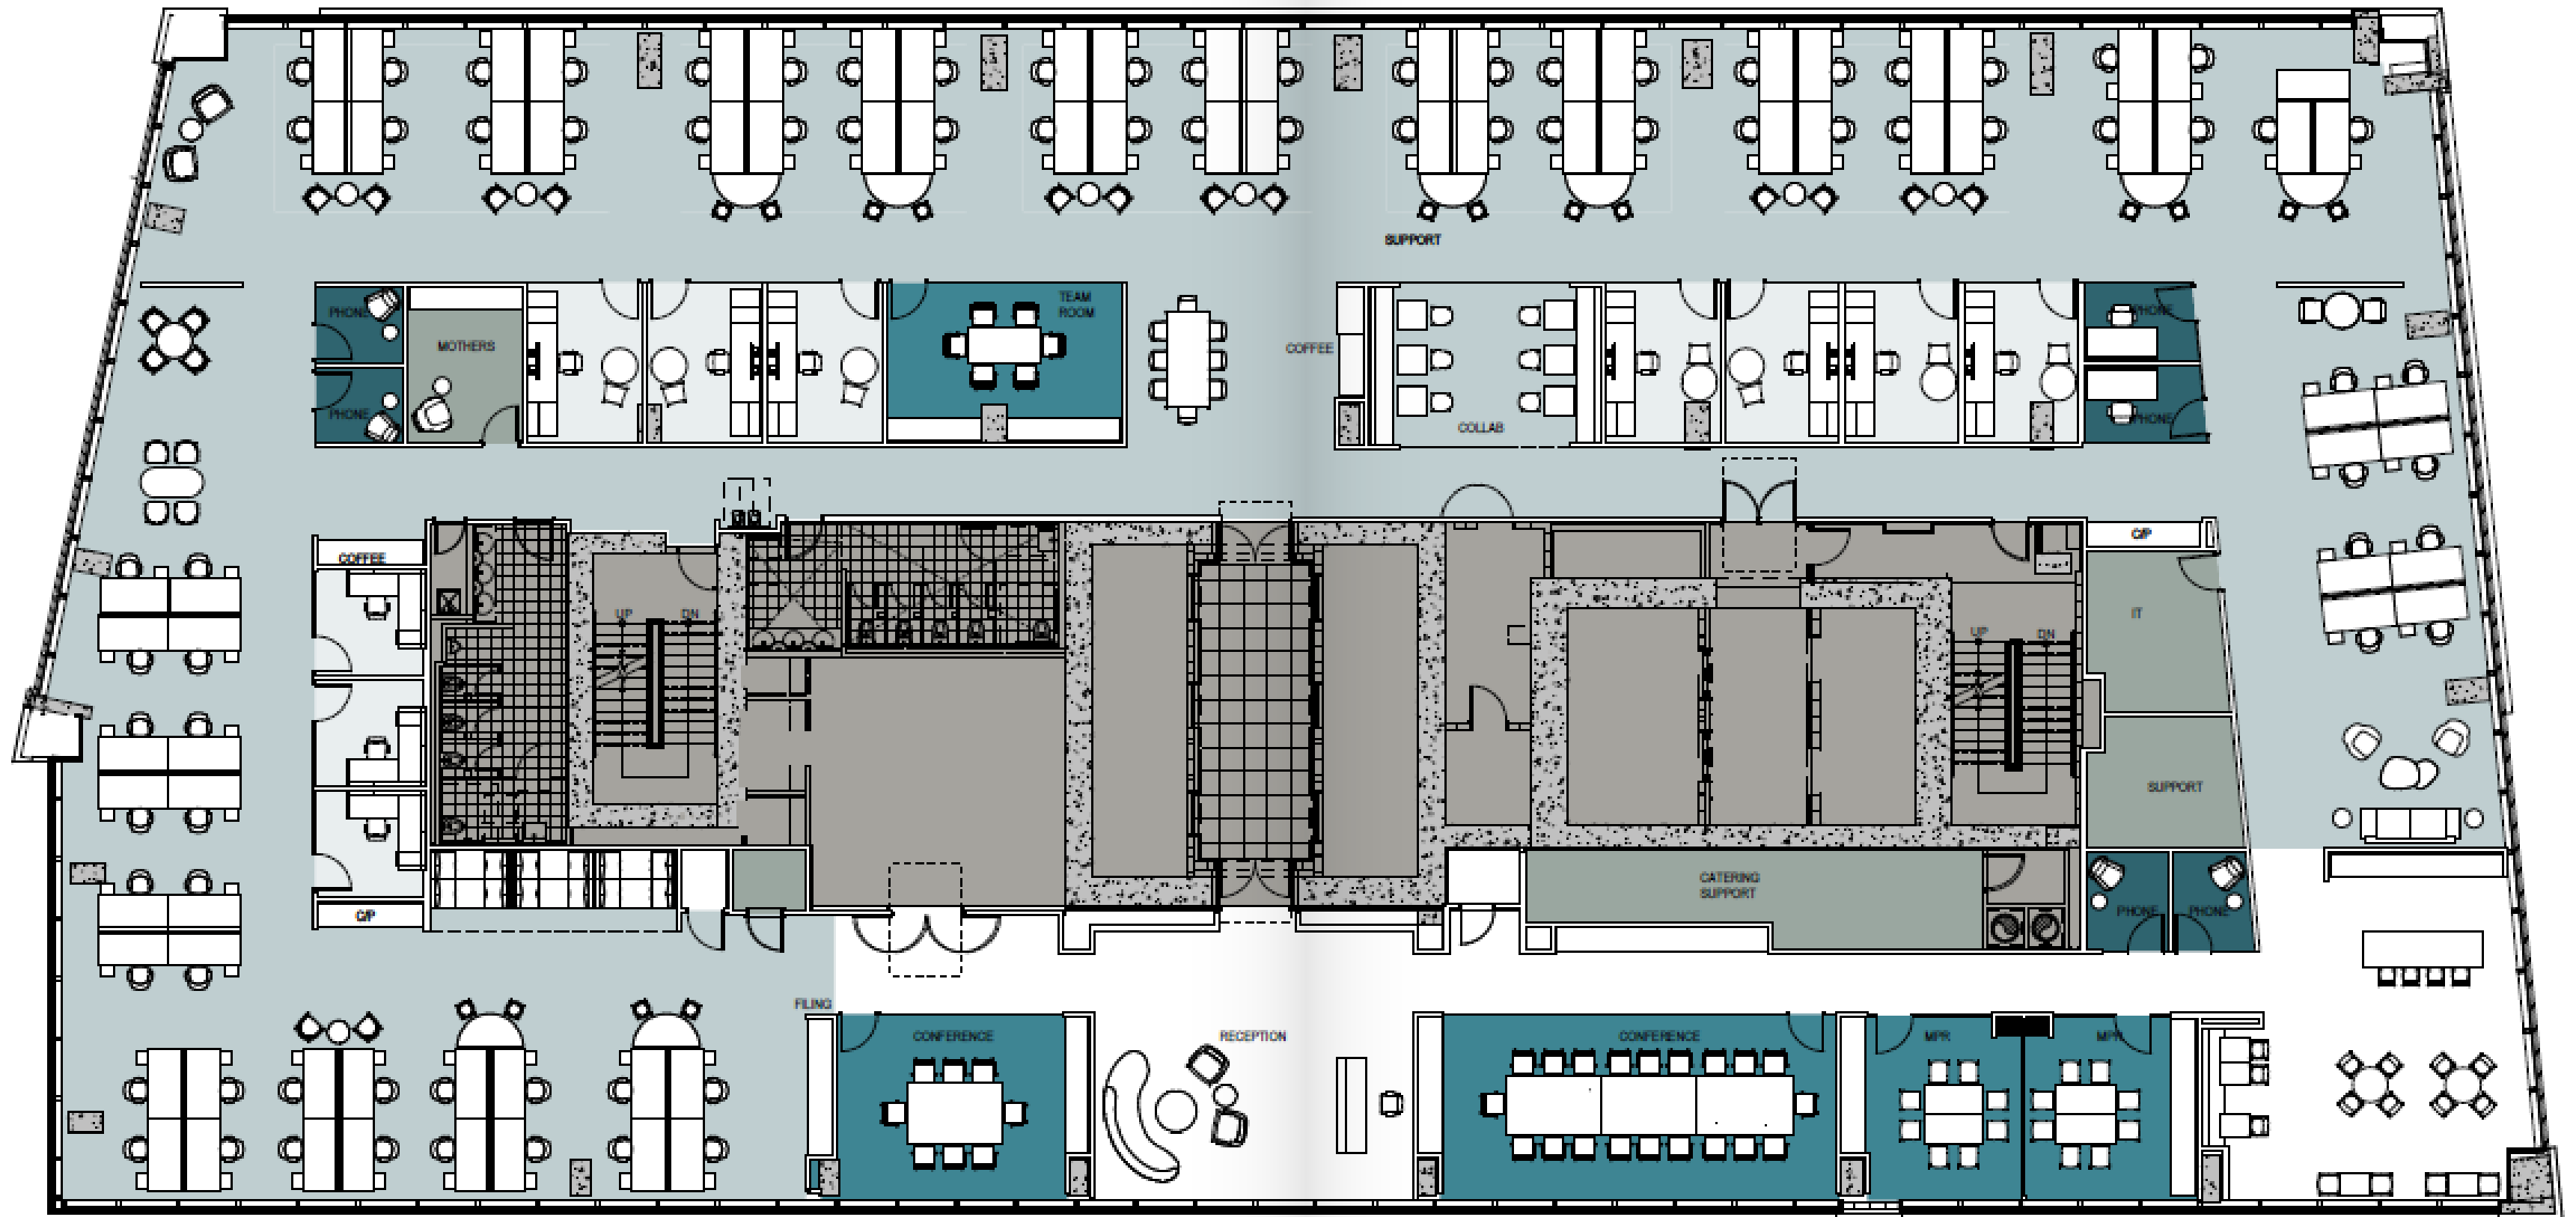 SUPPORT
PHONE
MOTHERS
TEAM
ROOM
COFFEE
COLLAB
PHONE
PHONE
PHONE
COFFEE
UP
DN
C/P
IT
UP
DN
SUPPORT
CATERING
SUPPORT
PHONE
PHONE
C/P
FILING
CONFERENCE
RECEPTION
CONFERENCE
MPR
MPR